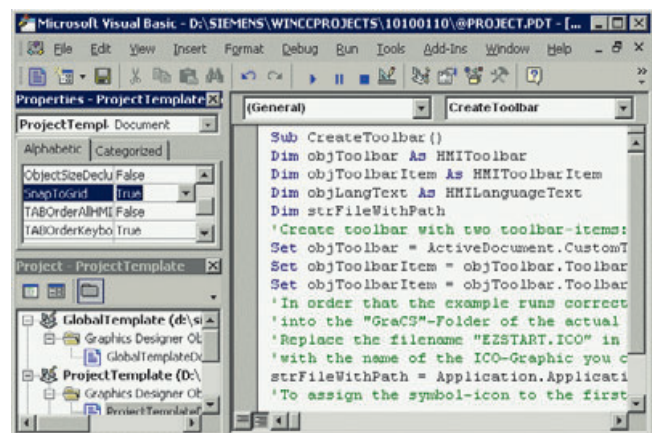 Microsoft Visual Basic - D:\SIEMENS\WINCCPROJECTS\10100110\@PROJECT.PDT - [...
File Edit View Insert Format Debug Run Tools Add-Ins Window Help
Properties - ProjectTemplate
ProjectTempl Document
Alphabetic Categorized
ObjectSizeDeclu False
SnapToGrid True
TABOrderAllHMI False
TABOrderKeybo True
Project - ProjectTemplate
GlobalTemplate (d:\si
Graphics Designer Ob
GlobalTemplateDo
ProjectTemplate (D:\
Graphics Designer Ob
ProjectTemplateD
(General) CreateToolbar
Sub CreateToolbar()
Dim objToolbar As HMIToolbar
Dim objToolbarItem As HMIToolbarItem
Dim objLangText As HMILanguageText
Dim strFileWithPath
'Create toolbar with two toolbar-items:
Set objToolbar = ActiveDocument.CustomT
Set objToolbarItem = objToolbar.Toolbar
Set objToolbarItem = objToolbar.Toolbar
'In order that the example runs correct
'into the "GraCS"-Folder of the actual
'Replace the filename "EZSTART.ICO" in
'with the name of the ICO-Graphic you c
strFileWithPath = Application.Applicati
'To assign the symbol-icon to the first